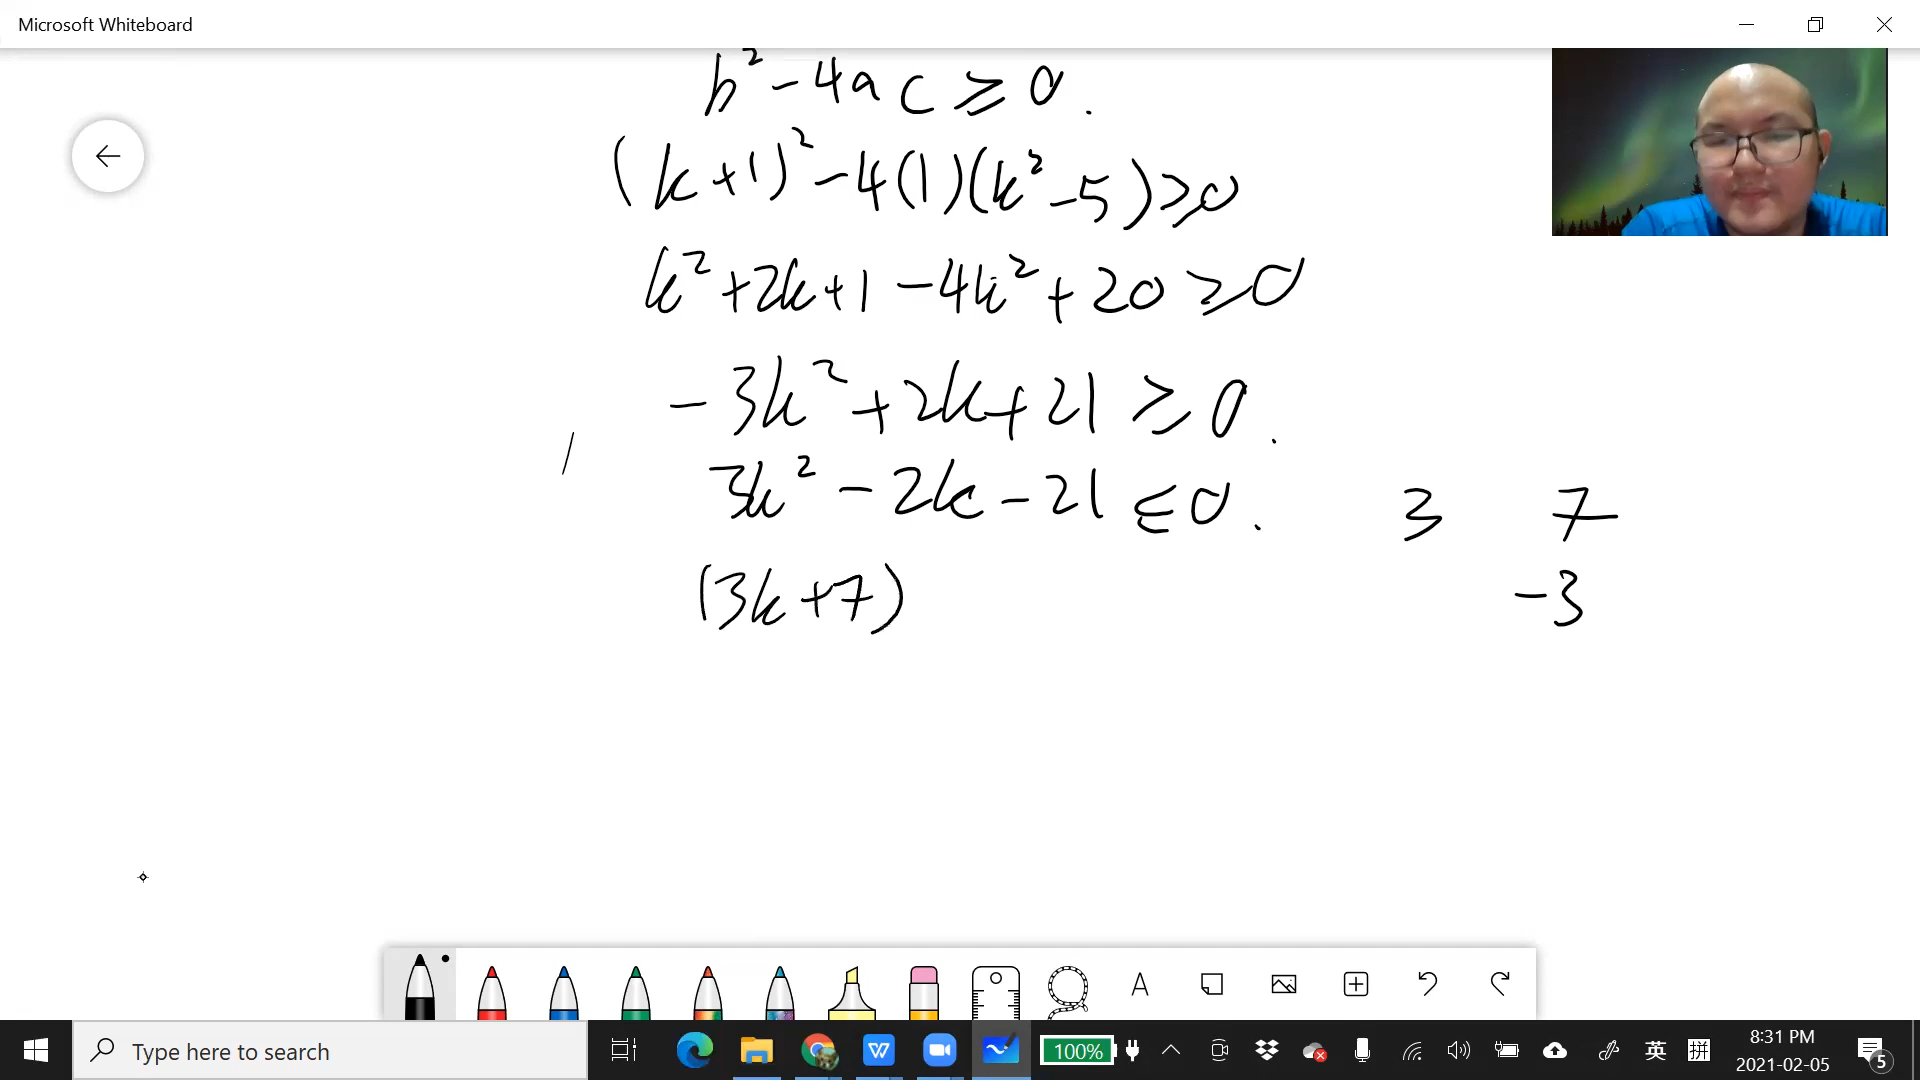 Microsoft Whiteboard
b² - 4ac ≥ 0.
(k+1)² - 4(1)(k² - 5) ≥ 0
k² + 2k + 1 - 4k² + 20 ≥ 0
- 3k² + 2k + 21 ≥ 0.
3k² - 2k - 21 ≤ 0.
3 7
(3k+7)
-3
A
Type here to search
100%
英
拼
8:31 PM
2021-02-05
5